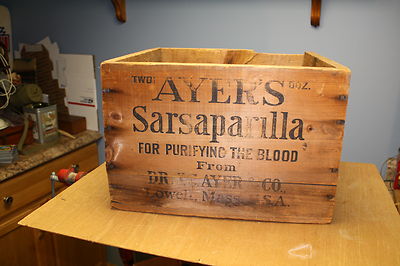 TWO DOZ.
AYER'S
Sarsaparilla
FOR PURIFYING THE BLOOD
From
DR. J. C. AYER & CO.
Lowell, Mass. U.S.A.